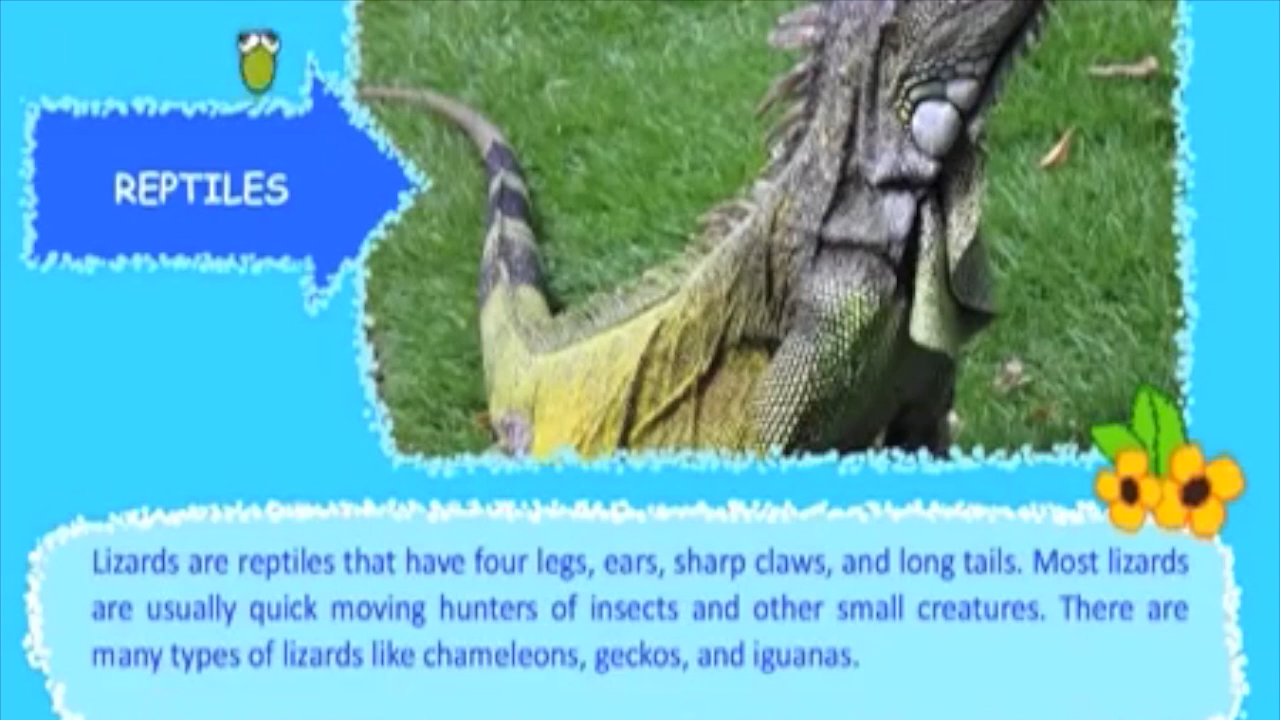 REPTILES
Lizards are reptiles that have four legs, ears, sharp claws, and long tails. Most lizards
are usually quick moving hunters of insects and other small creatures. There are
many types of lizards like chameleons, geckos, and iguanas.